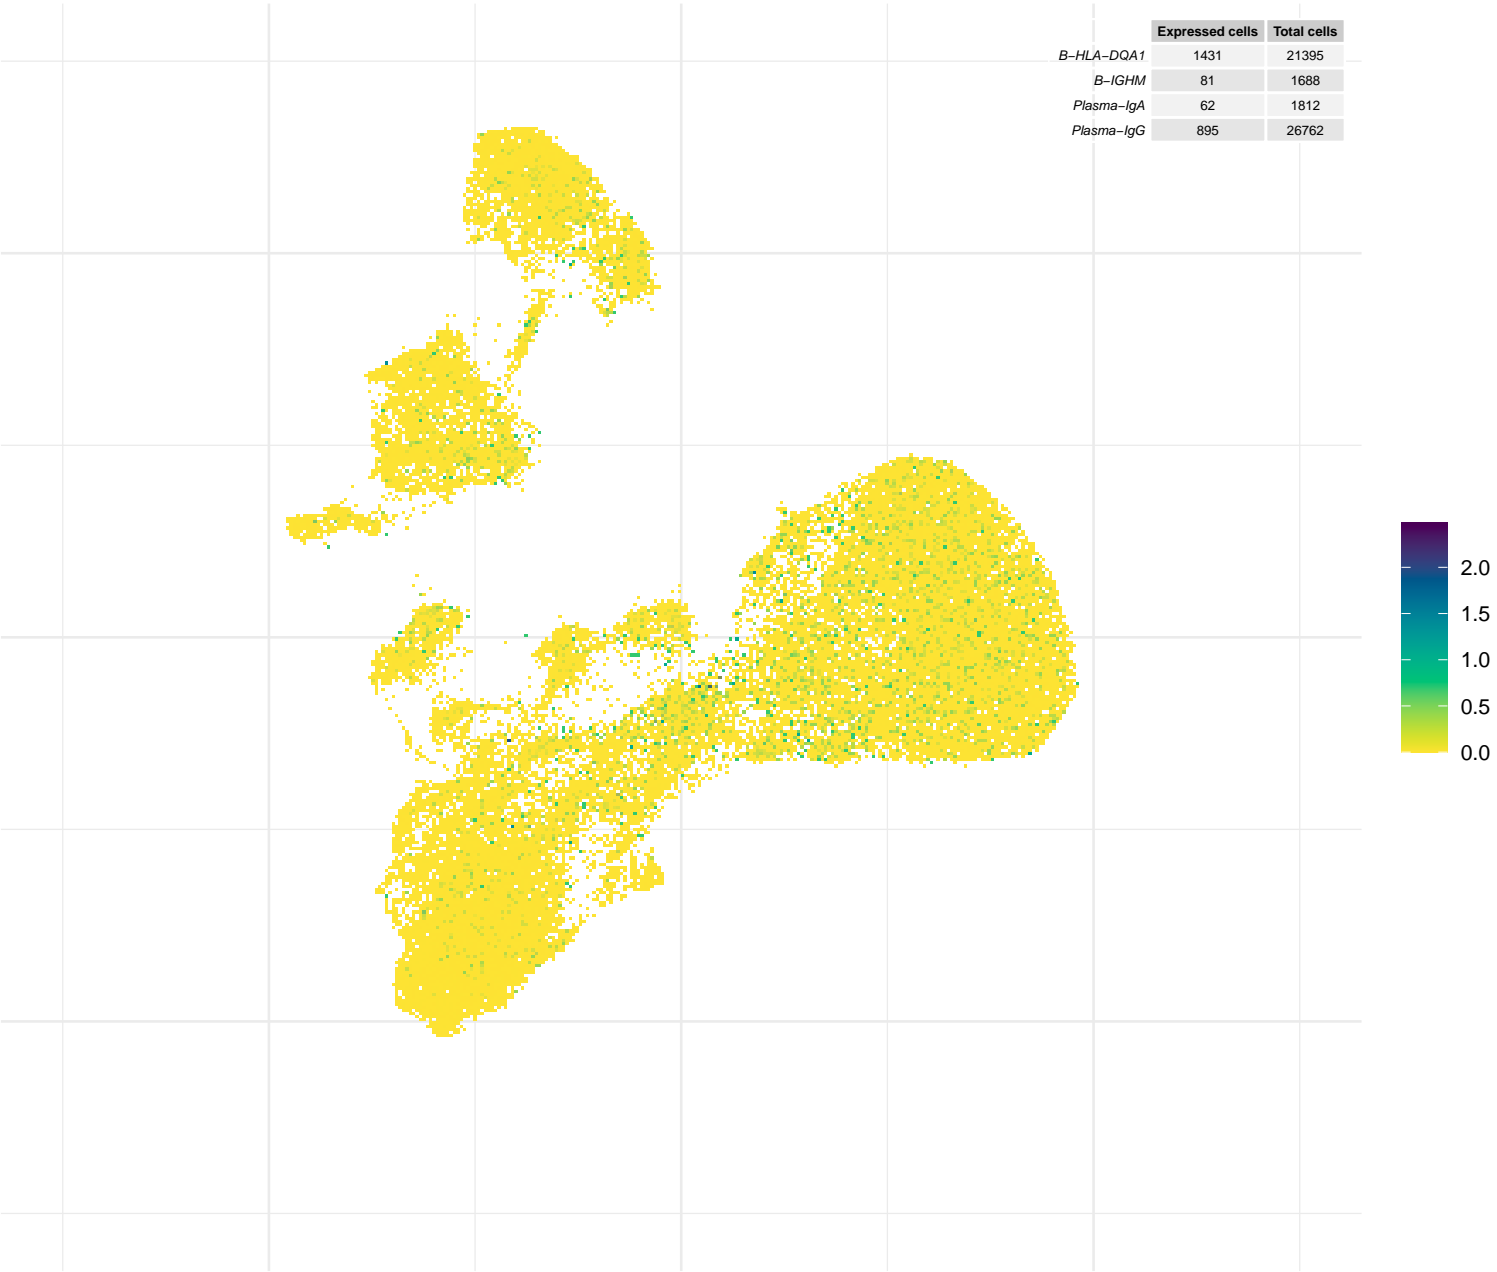 Expressed cells Total cells
B−HLA−DQA1 1431 21395
B−IGHM 81 1688
Plasma−IgA 62 1812
Plasma−IgG 895 26762
2.0
1.5
1.0
0.5
0.0